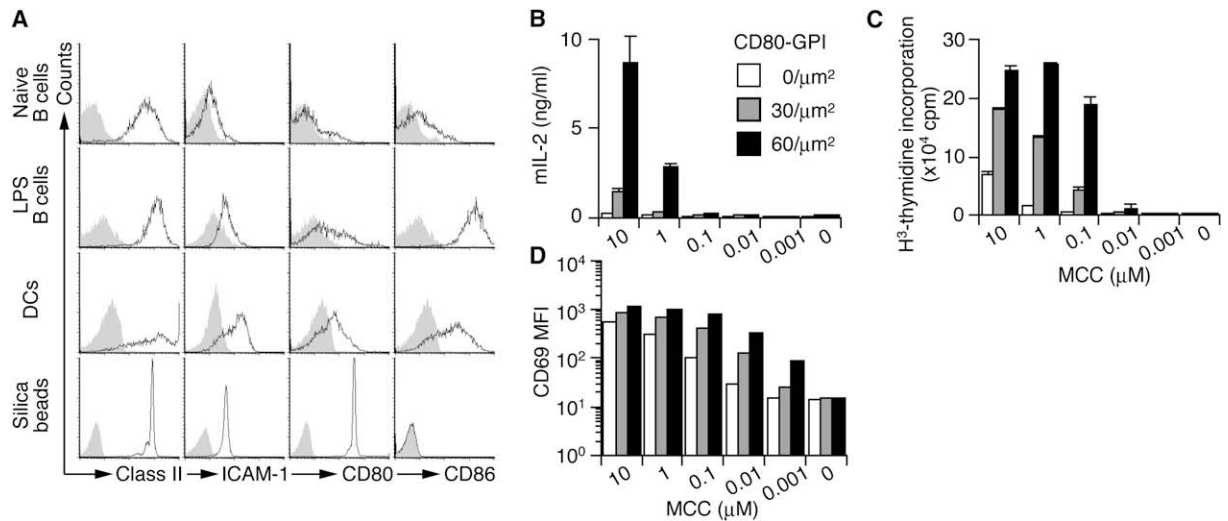 A
Counts
Naive
B cells
LPS
B cells
DCs
Silica
beads
Class II
ICAM-1
CD80
CD86
B
mIL-2 (ng/ml)
10
5
0
CD80-GPI
0/μm²
30/μm²
60/μm²
10 1 0.1 0.01 0.001 0
C
H³-thymidine incorporation
(x10⁴ cpm)
30
20
10
0
10 1 0.1 0.01 0.001 0
MCC (μM)
D
CD69 MFI
10⁴
10³
10²
10¹
10⁰
10 1 0.1 0.01 0.001 0
MCC (μM)